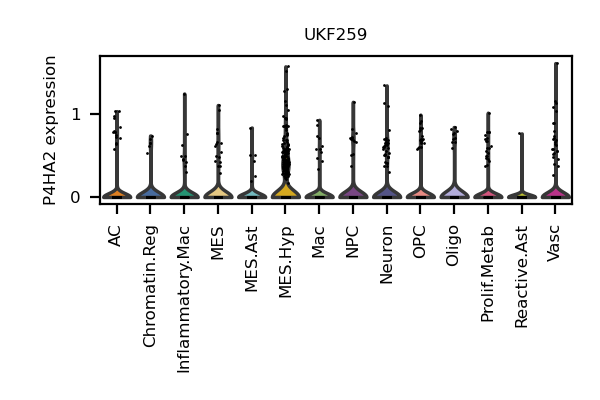 UKF259
P4HA2 expression
1
0
AC
Chromatin.Reg
Inflammatory.Mac
MES
MES.Ast
MES.Hyp
Mac
NPC
Neuron
OPC
Oligo
Prolif.Metab
Reactive.Ast
Vasc